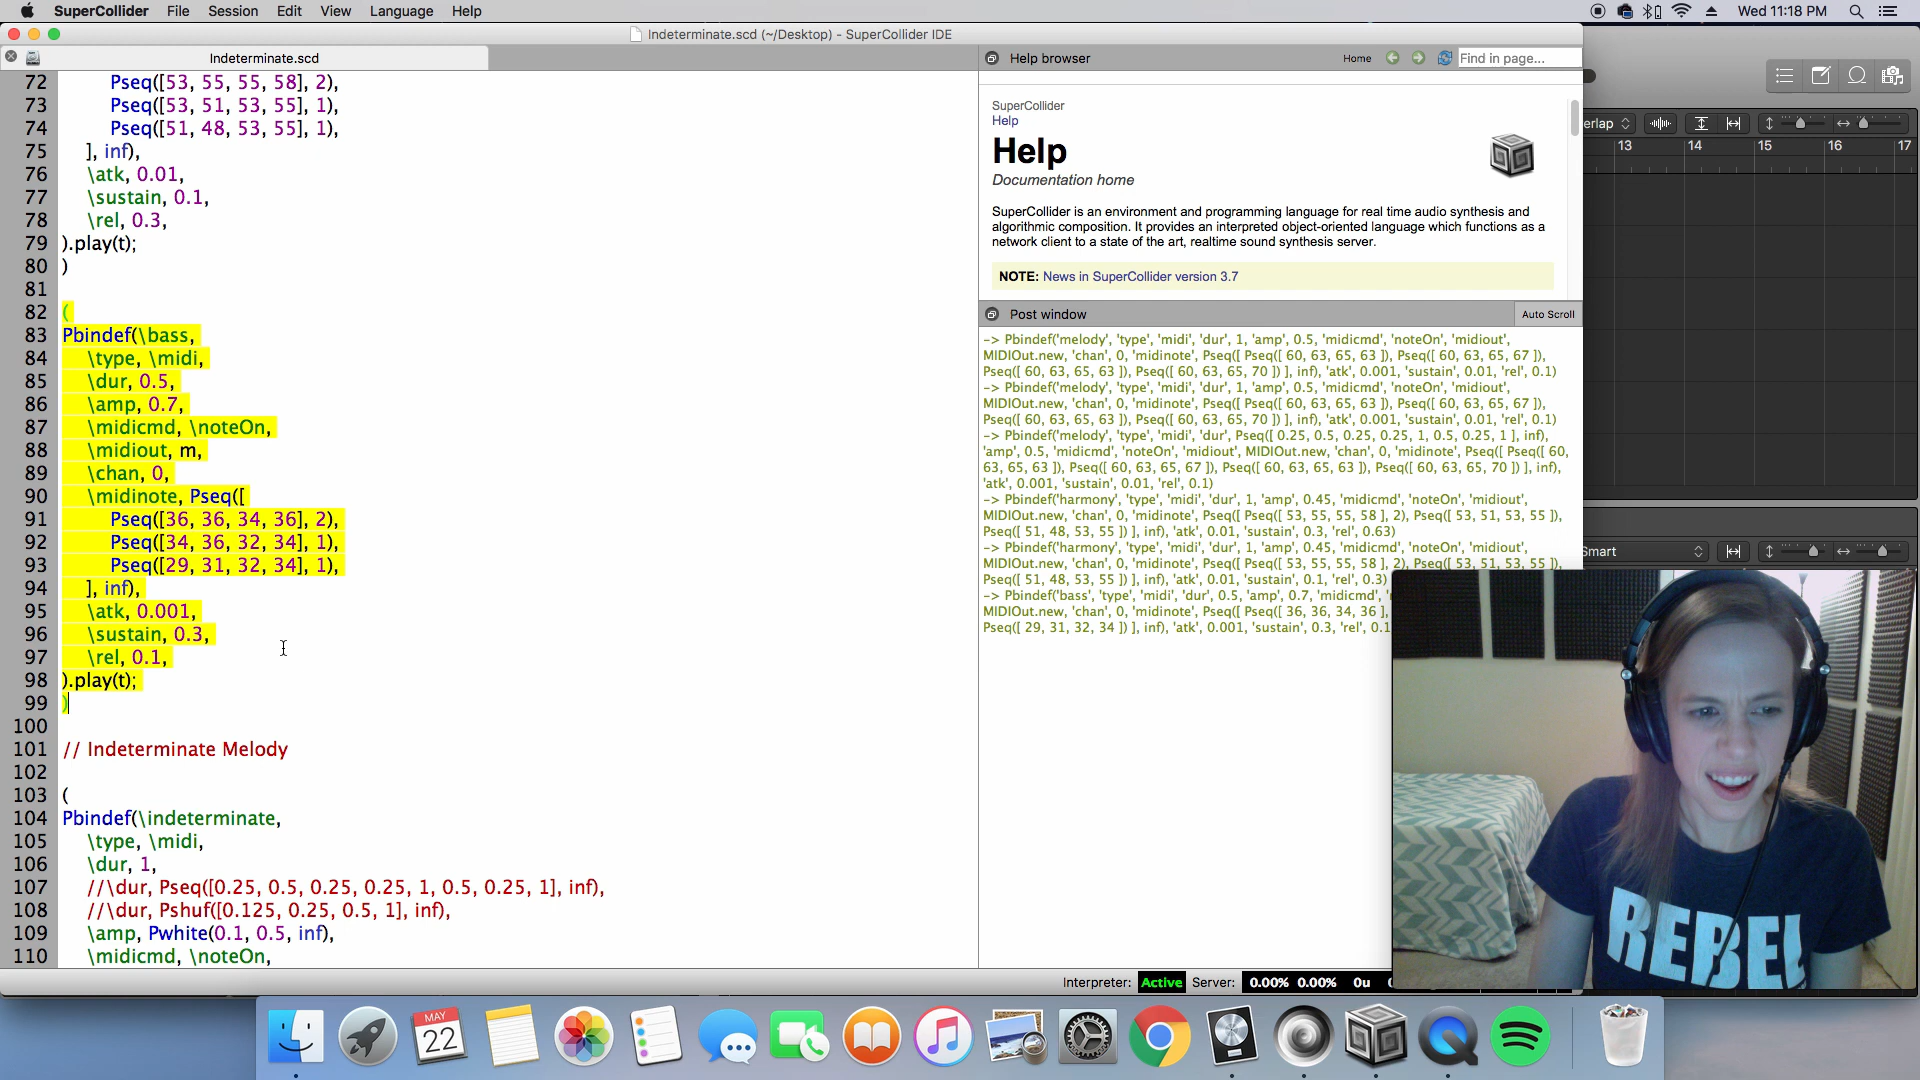 SuperCollider File Session Edit View Language Help
Wed 11:18 PM
Indeterminate.scd (~/Desktop) - SuperCollider IDE
Indeterminate.scd
72 Pseq([53, 55, 55, 58], 2),
73 Pseq([53, 51, 53, 55], 1),
74 Pseq([51, 48, 53, 55], 1),
75 ], inf),
76 \atk, 0.01,
77 \sustain, 0.1,
78 \rel, 0.3,
79 ).play(t);
80 )
81
82 (
83 Pbindef(\bass,
84 \type, \midi,
85 \dur, 0.5,
86 \amp, 0.7,
87 \midicmd, \noteOn,
88 \midiout, m,
89 \chan, 0,
90 \midinote, Pseq([
91 Pseq([36, 36, 34, 36], 2),
92 Pseq([34, 36, 32, 34], 1),
93 Pseq([29, 31, 32, 34], 1),
94 ], inf),
95 \atk, 0.001,
96 \sustain, 0.3,
97 \rel, 0.1,
98 ).play(t);
99 )
100
101 // Indeterminate Melody
102
103 (
104 Pbindef(\indeterminate,
105 \type, \midi,
106 \dur, 1,
107 //\dur, Pseq([0.25, 0.5, 0.25, 0.25, 1, 0.5, 0.25, 1], inf),
108 //\dur, Pshuf([0.125, 0.25, 0.5, 1], inf),
109 \amp, Pwhite(0.1, 0.5, inf),
110 \midicmd, \noteOn,
Help browser
Home
Find in page...
SuperCollider
Help
Help
Documentation home
SuperCollider is an environment and programming language for real time audio synthesis and
algorithmic composition. It provides an interpreted object-oriented language which functions as a
network client to a state of the art, realtime sound synthesis server.
NOTE: News in SuperCollider version 3.7
Post window
Auto Scroll
-> Pbindef('melody', 'type', 'midi', 'dur', 1, 'amp', 0.5, 'midicmd', 'noteOn', 'midiout',
MIDIOut.new, 'chan', 0, 'midinote', Pseq([ Pseq([ 60, 63, 65, 63 ]), Pseq([ 60, 63, 65, 67 ]),
Pseq([ 60, 63, 65, 63 ]), Pseq([ 60, 63, 65, 70 ]) ], inf), 'atk', 0.001, 'sustain', 0.01, 'rel', 0.1)
-> Pbindef('melody', 'type', 'midi', 'dur', 1, 'amp', 0.5, 'midicmd', 'noteOn', 'midiout',
MIDIOut.new, 'chan', 0, 'midinote', Pseq([ Pseq([ 60, 63, 65, 63 ]), Pseq([ 60, 63, 65, 67 ]),
Pseq([ 60, 63, 65, 63 ]), Pseq([ 60, 63, 65, 70 ]) ], inf), 'atk', 0.001, 'sustain', 0.01, 'rel', 0.1)
-> Pbindef('melody', 'type', 'midi', 'dur', Pseq([ 0.25, 0.5, 0.25, 0.25, 1, 0.5, 0.25, 1 ], inf),
'amp', 0.5, 'midicmd', 'noteOn', 'midiout', MIDIOut.new, 'chan', 0, 'midinote', Pseq([ Pseq([ 60,
63, 65, 63 ]), Pseq([ 60, 63, 65, 67 ]), Pseq([ 60, 63, 65, 63 ]), Pseq([ 60, 63, 65, 70 ]) ], inf),
'atk', 0.001, 'sustain', 0.01, 'rel', 0.1)
-> Pbindef('harmony', 'type', 'midi', 'dur', 1, 'amp', 0.45, 'midicmd', 'noteOn', 'midiout',
MIDIOut.new, 'chan', 0, 'midinote', Pseq([ Pseq([ 53, 55, 55, 58 ], 2), Pseq([ 53, 51, 53, 55 ]),
Pseq([ 51, 48, 53, 55 ]) ], inf), 'atk', 0.01, 'sustain', 0.3, 'rel', 0.63)
-> Pbindef('harmony', 'type', 'midi', 'dur', 1, 'amp', 0.45, 'midicmd', 'noteOn', 'midiout',
MIDIOut.new, 'chan', 0, 'midinote', Pseq([ Pseq([ 53, 55, 55, 58 ], 2), Pseq([ 53, 51, 53, 55 ]),
Pseq([ 51, 48, 53, 55 ]) ], inf), 'atk', 0.01, 'sustain', 0.1, 'rel', 0.3)
-> Pbindef('bass', 'type', 'midi', 'dur', 0.5, 'amp', 0.7, 'midicmd', '
MIDIOut.new, 'chan', 0, 'midinote', Pseq([ Pseq([ 36, 36, 34, 36 ],
Pseq([ 29, 31, 32, 34 ]) ], inf), 'atk', 0.001, 'sustain', 0.3, 'rel', 0.1
Interpreter: Active Server: 0.00% 0.00% 0u
erlap
13 14 15 16 17
Smart
REBEL
MAY
22